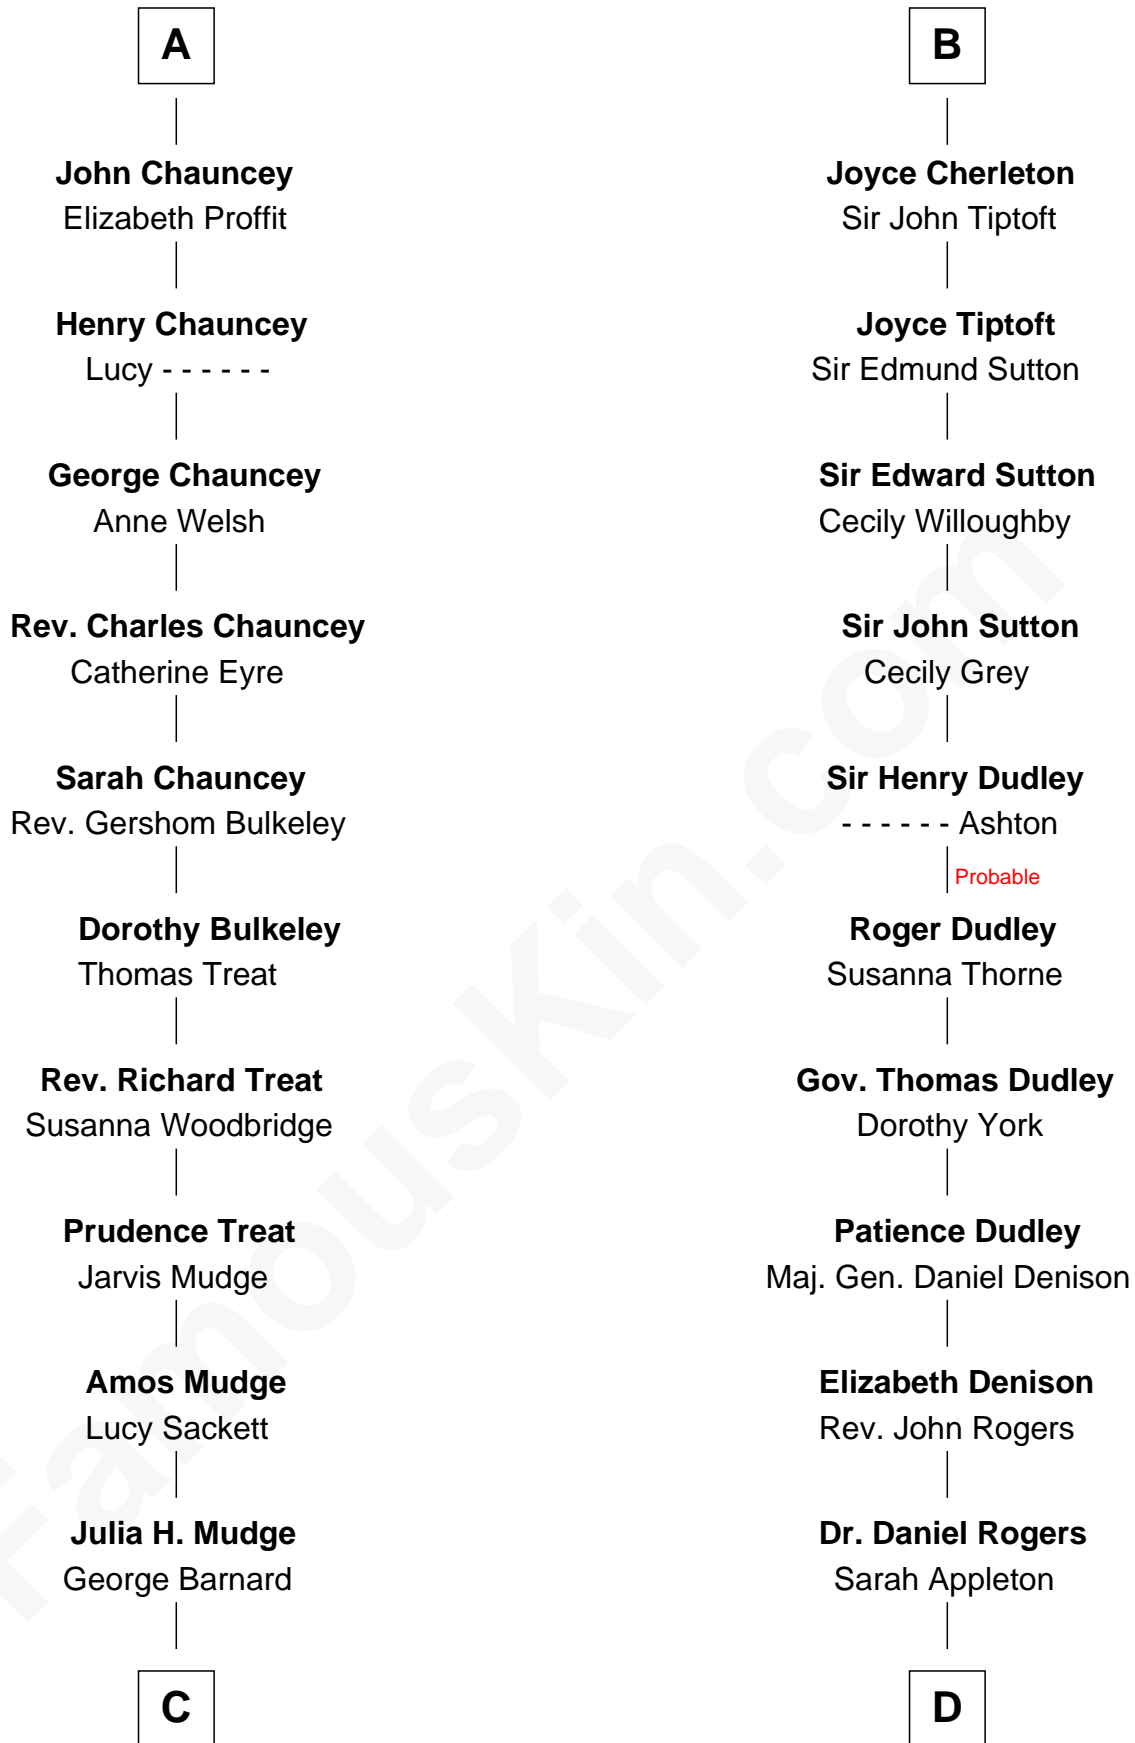 A
John Chauncey
Elizabeth Proffit
Henry Chauncey
Lucy - - - - - -
George Chauncey
Anne Welsh
Rev. Charles Chauncey
Catherine Eyre
Sarah Chauncey
Rev. Gershom Bulkeley
Dorothy Bulkeley
Thomas Treat
Rev. Richard Treat
Susanna Woodbridge
Prudence Treat
Jarvis Mudge
Amos Mudge
Lucy Sackett
Julia H. Mudge
George Barnard
C
B
Joyce Cherleton
Sir John Tiptoft
Joyce Tiptoft
Sir Edmund Sutton
Sir Edward Sutton
Cecily Willoughby
Sir John Sutton
Cecily Grey
Sir Henry Dudley
- - - - - - Ashton
Probable
Roger Dudley
Susanna Thorne
Gov. Thomas Dudley
Dorothy York
Patience Dudley
Maj. Gen. Daniel Denison
Elizabeth Denison
Rev. John Rogers
Dr. Daniel Rogers
Sarah Appleton
D
FamousKin.com